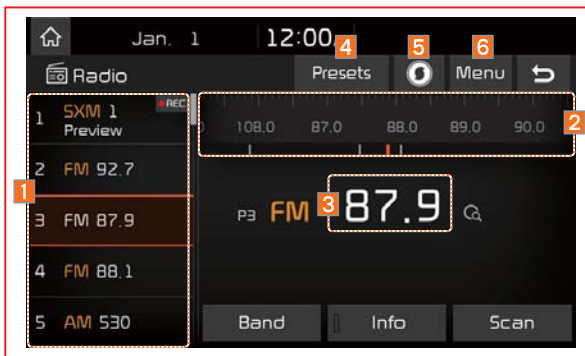 Jan. 1 12:00
4 5 6
Radio Presets Menu
1 SXM 1 REC
Preview
108.0 87.0 88.0 89.0 90.0 2
2 FM 92.7
1
3 FM 87.9
P3 FM 3 87.9
4 FM 88.1
5 AM 530
Band Info Scan